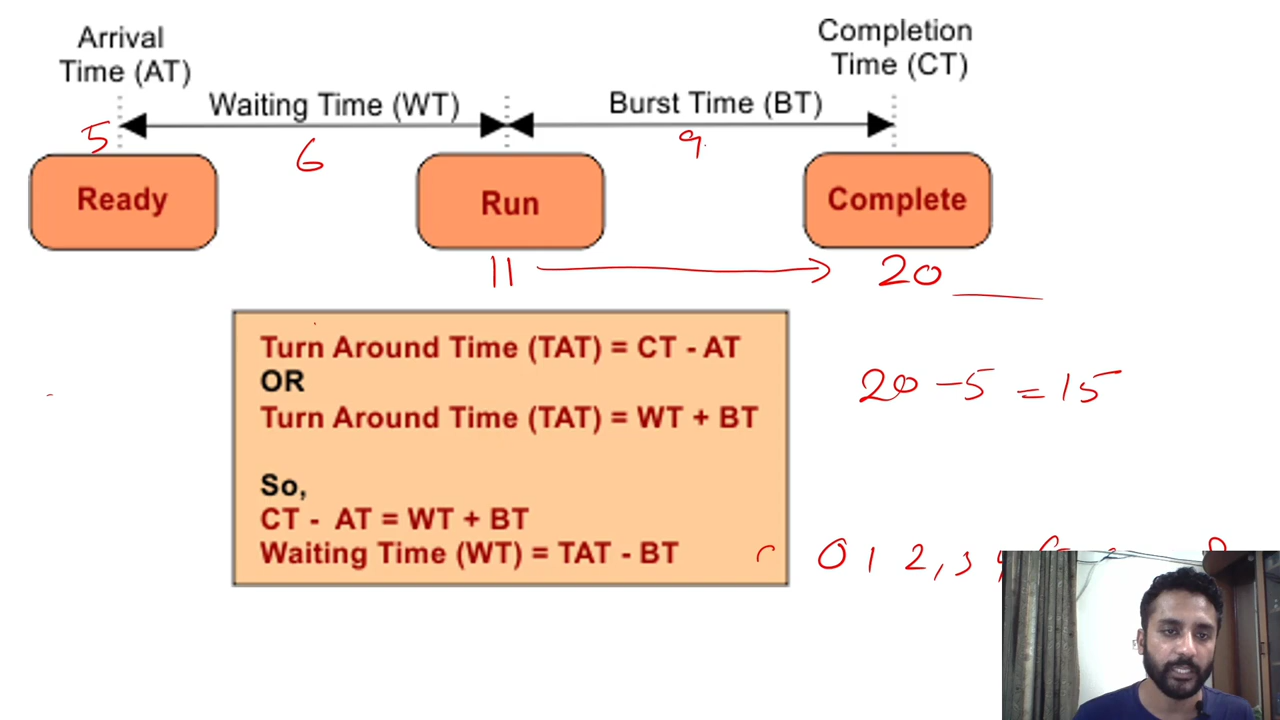 Arrival
Time (AT)
Completion
Time (CT)
Waiting Time (WT)
Burst Time (BT)
5
6
9
Ready
Run
Complete
11
20
Turn Around Time (TAT) = CT - AT
OR
Turn Around Time (TAT) = WT + BT
20 - 5 = 15
So,
CT - AT = WT + BT
Waiting Time (WT) = TAT - BT
0 1 2, 3